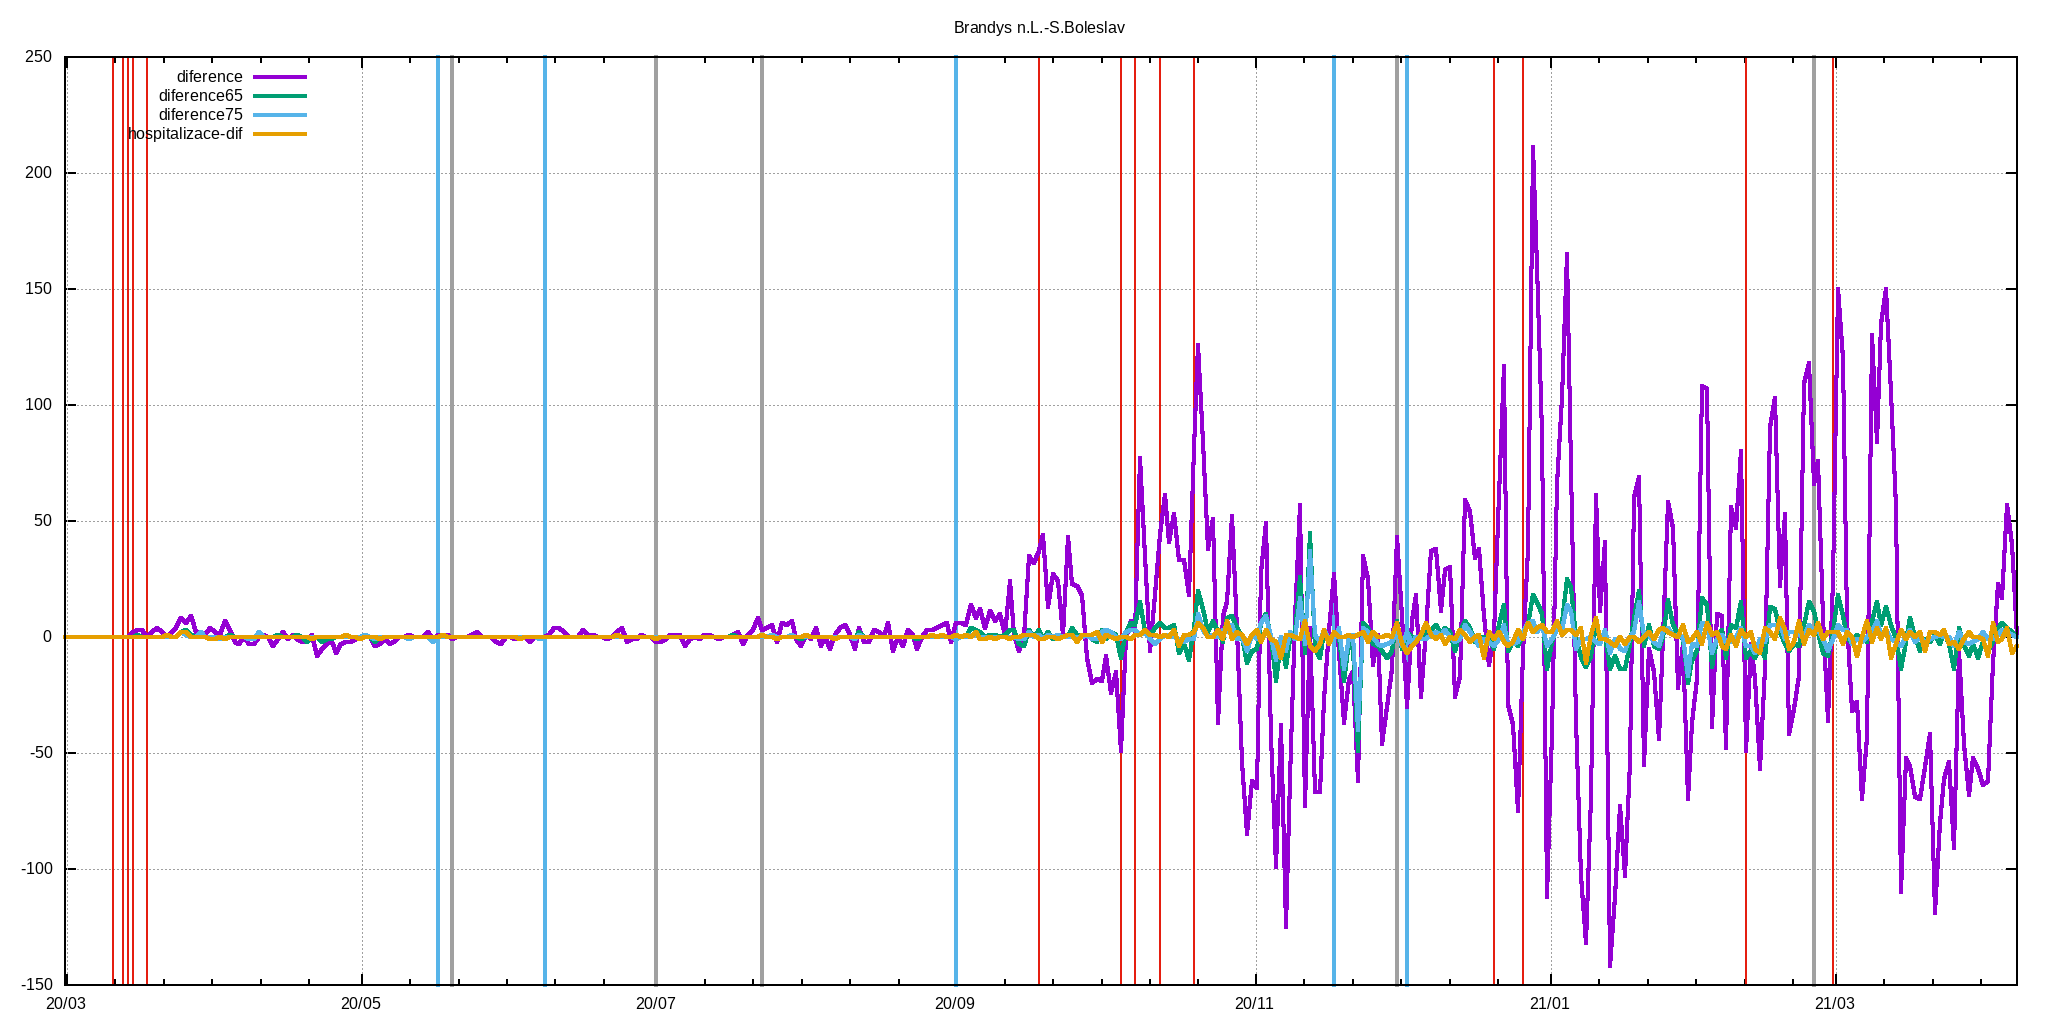 Brandys n.L.-S.Boleslav
250
200
150
100
50
0
-50
-100
-150
diference
diference65
diference75
hospitalizace-dif
20/03 20/05 20/07 20/09 20/11 21/01 21/03